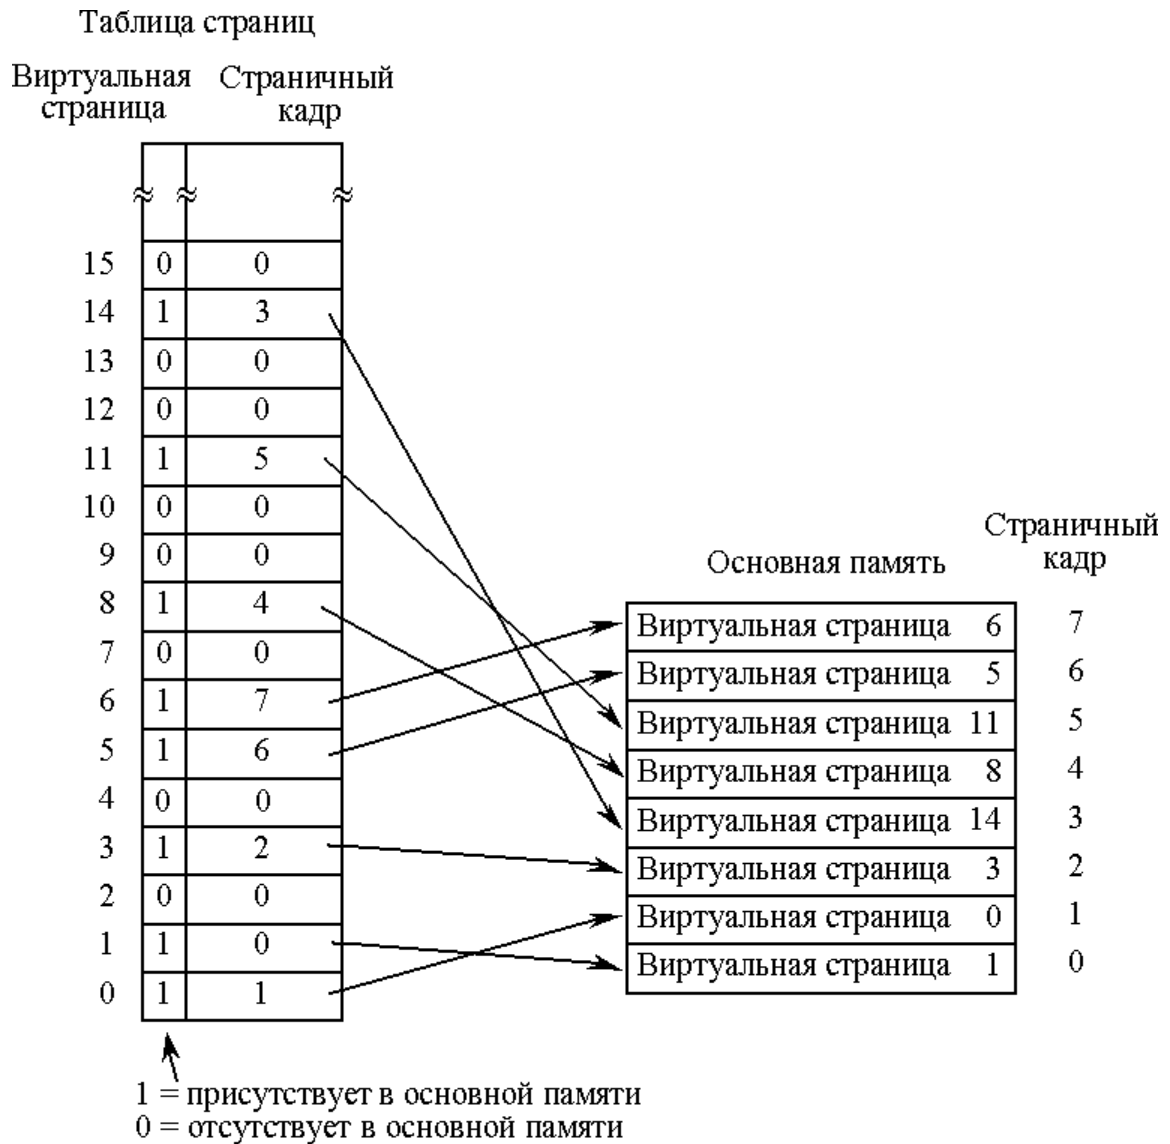 Таблица страниц
Виртуальная страница
Страничный кадр
15 0 0
14 1 3
13 0 0
12 0 0
11 1 5
10 0 0
9 0 0
8 1 4
7 0 0
6 1 7
5 1 6
4 0 0
3 1 2
2 0 0
1 1 0
0 1 1
1 = присутствует в основной памяти
0 = отсутствует в основной памяти
Основная память
Страничный кадр
Виртуальная страница 6 7
Виртуальная страница 5 6
Виртуальная страница 11 5
Виртуальная страница 8 4
Виртуальная страница 14 3
Виртуальная страница 3 2
Виртуальная страница 0 1
Виртуальная страница 1 0